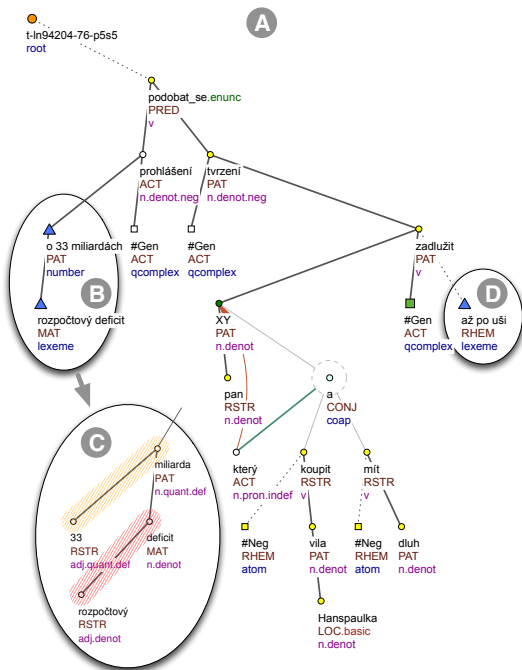 A
t-ln94204-76-p5s5
root
podobat_se.enunc
PRED
v
prohlášení
ACT
n.denot.neg
tvrzení
PAT
n.denot.neg
o 33 miliardách
PAT
number
#Gen
ACT
qcomplex
#Gen
ACT
qcomplex
zadlužit
PAT
v
B
D
rozpočtový deficit
MAT
lexeme
XY
PAT
n.denot
#Gen
ACT
qcomplex
až po uši
RHEM
lexeme
pan
RSTR
n.denot
a
CONJ
coap
C
miliarda
PAT
n.quant.def
který
ACT
n.pron.indef
koupit
RSTR
v
mít
RSTR
v
33
RSTR
adj.quant.def
deficit
MAT
n.denot
#Neg
RHEM
atom
vila
PAT
n.denot
#Neg
RHEM
atom
dluh
PAT
n.denot
rozpočtový
RSTR
adj.denot
Hanspaulka
LOC.basic
n.denot